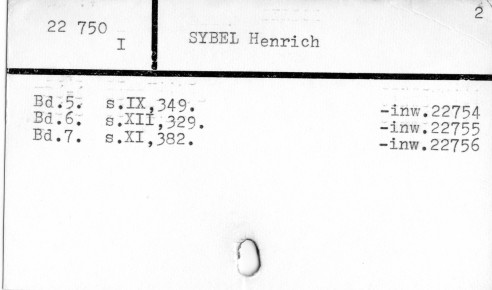 2
22 750
I
SYBEL Henrich
Bd.5. s.IX,349. -inw.22754
Bd.6. s.XII,329. -inw.22755
Bd.7. s.XI,382. -inw.22756